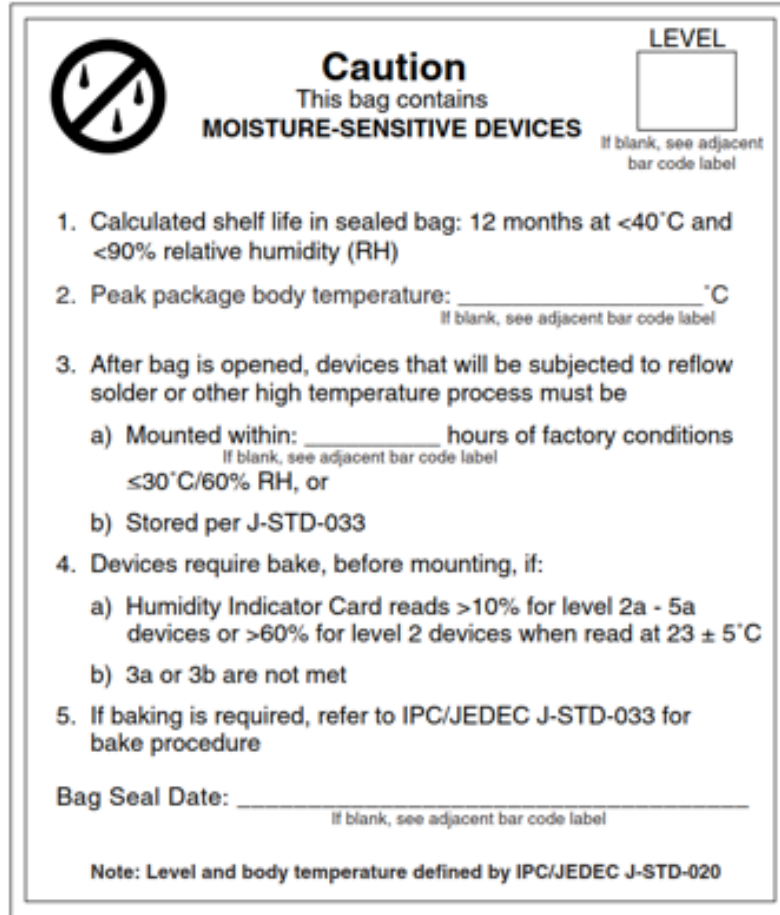 LEVEL
Caution
This bag contains
MOISTURE-SENSITIVE DEVICES
If blank, see adjacent
bar code label
1. Calculated shelf life in sealed bag: 12 months at <40˚C and
<90% relative humidity (RH)
2. Peak package body temperature: ___________________˚C
If blank, see adjacent bar code label
3. After bag is opened, devices that will be subjected to reflow
solder or other high temperature process must be
a) Mounted within: __________ hours of factory conditions
If blank, see adjacent bar code label
≤30˚C/60% RH, or
b) Stored per J-STD-033
4. Devices require bake, before mounting, if:
a) Humidity Indicator Card reads >10% for level 2a - 5a
devices or >60% for level 2 devices when read at 23 ± 5˚C
b) 3a or 3b are not met
5. If baking is required, refer to IPC/JEDEC J-STD-033 for
bake procedure
Bag Seal Date: ______________________________________
If blank, see adjacent bar code label
Note: Level and body temperature defined by IPC/JEDEC J-STD-020